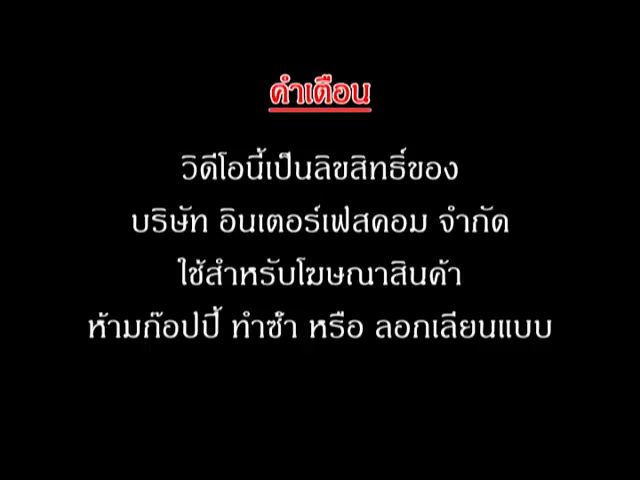 คำเตือน
วิดีโอนี้เป็นลิขสิทธิ์ของ
บริษัท อินเตอร์เฟสคอม จำกัด
ใช้สำหรับโฆษณาสินค้า
ห้ามก๊อปปี้ ทำซ้ำ หรือ ลอกเลียนแบบ